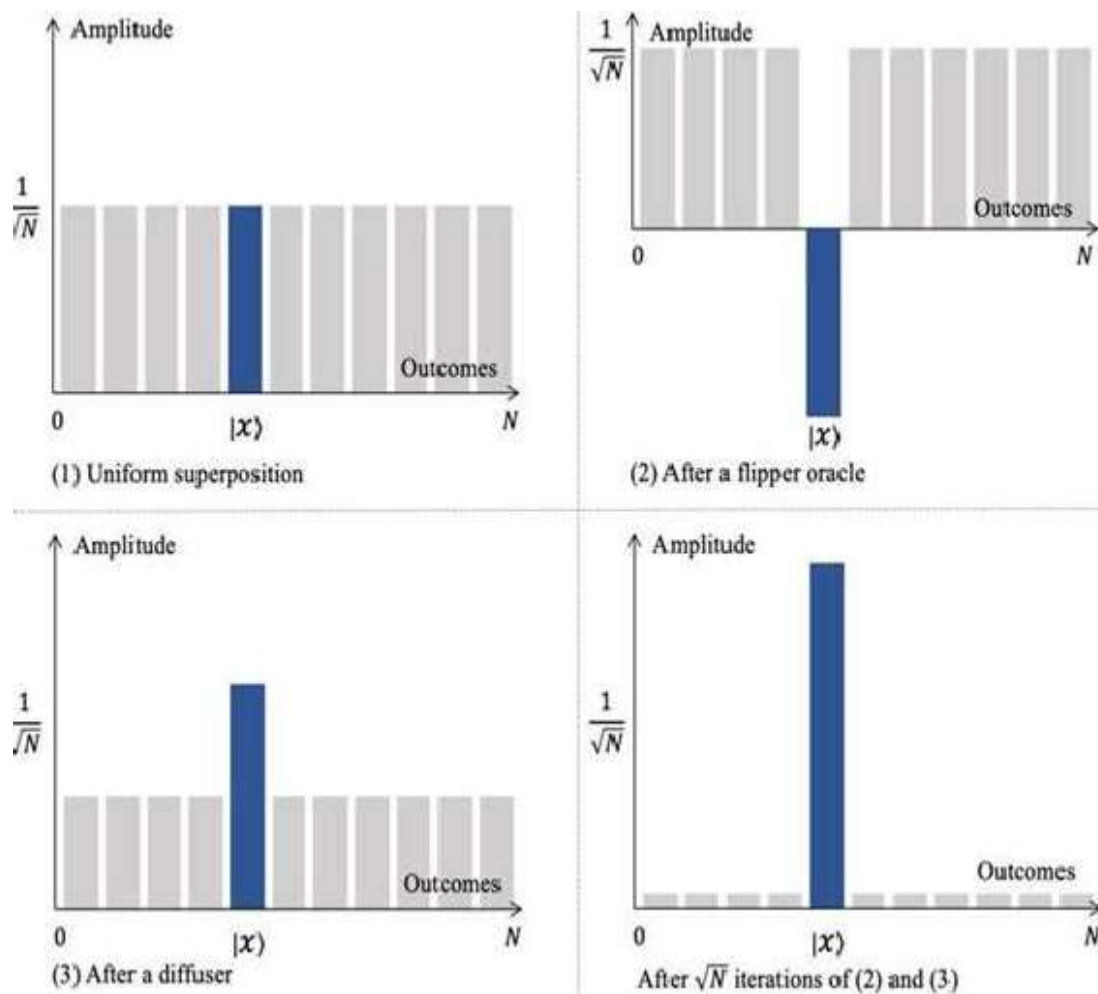 Amplitude
1
√N
Outcomes
0
|x⟩
N
(1) Uniform superposition
1
√N
Amplitude
Outcomes
0
N
|x⟩
(2) After a flipper oracle
Amplitude
1
√N
Outcomes
0
|x⟩
N
(3) After a diffuser
Amplitude
1
√N
Outcomes
0
|x⟩
N
After √N iterations of (2) and (3)